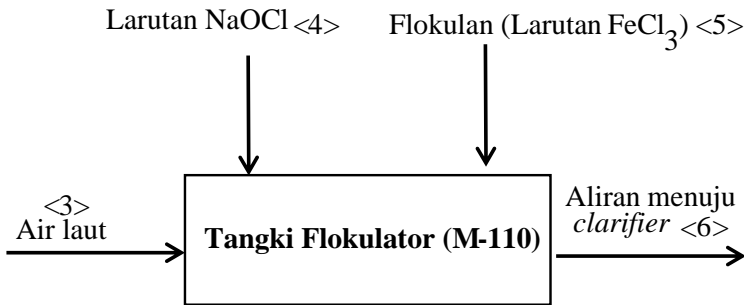 Larutan NaOCl <4>
Flokulan (Larutan FeCl3) <5>
<3>
Air laut
Tangki Flokulator (M-110)
Aliran menuju
clarifier <6>